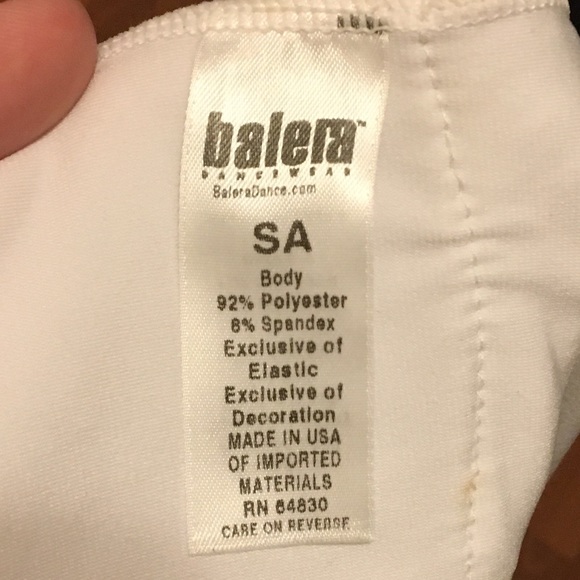 balera™
DANCEWEAR
BaleraDance.com
SA
Body
92% Polyester
8% Spandex
Exclusive of
Elastic
Exclusive of
Decoration
MADE IN USA
OF IMPORTED
MATERIALS
RN 64830
CARE ON REVERSE